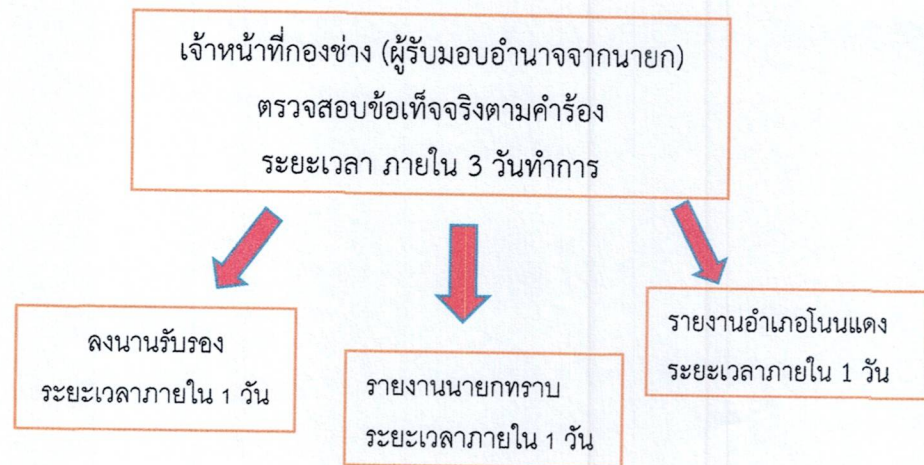 เจ้าหน้าที่กองช่าง (ผู้รับมอบอำนาจจากนายก)
ตรวจสอบข้อเท็จจริงตามคำร้อง
ระยะเวลา ภายใน 3 วันทำการ
ลงนานรับรอง
ระยะเวลาภายใน 1 วัน
รายงานนายกทราบ
ระยะเวลาภายใน 1 วัน
รายงานอำเภอโนนแดง
ระยะเวลาภายใน 1 วัน